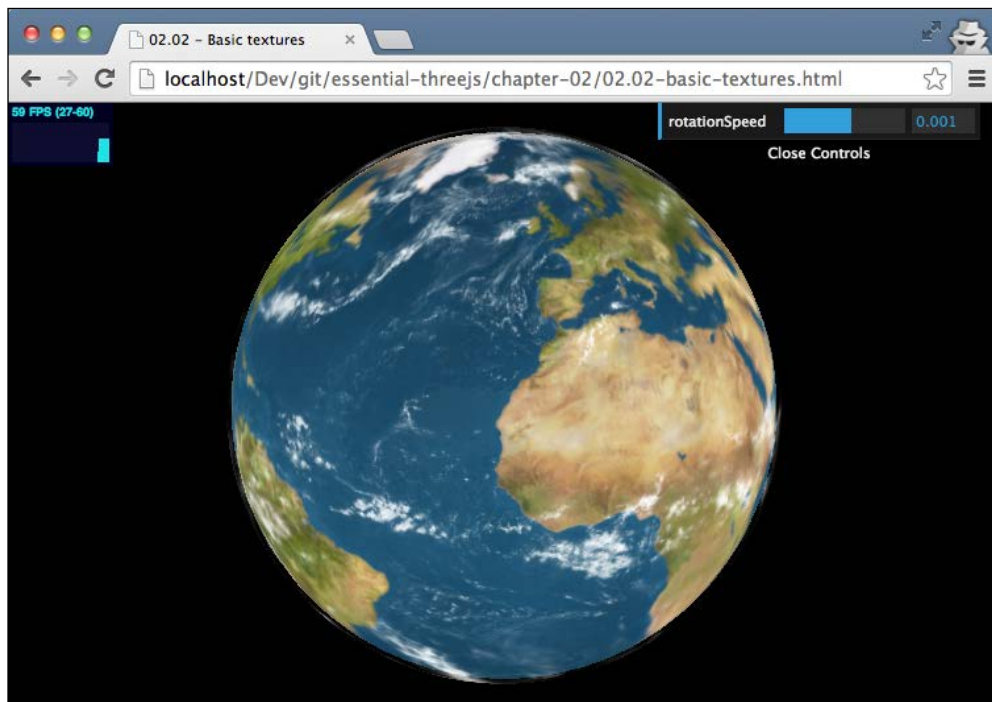 02.02 - Basic textures
localhost/Dev/git/essential-threejs/chapter-02/02.02-basic-textures.html
59 FPS (27-60)
rotationSpeed 0.001
Close Controls